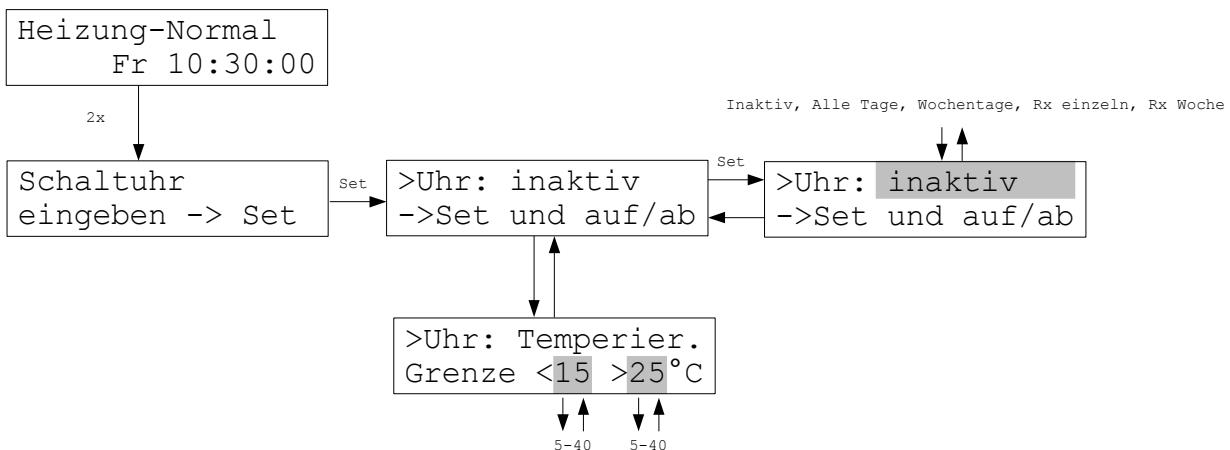 Heizung-Normal
Fr 10:30:00
2x
Inaktiv, Alle Tage, Wochentage, Rx einzeln, Rx Woche
Schaltuhr
eingeben -> Set
Set
>Uhr: inaktiv
->Set und auf/ab
Set
>Uhr: inaktiv
->Set und auf/ab
>Uhr: Temperier.
Grenze <15 >25°C
5-40 5-40